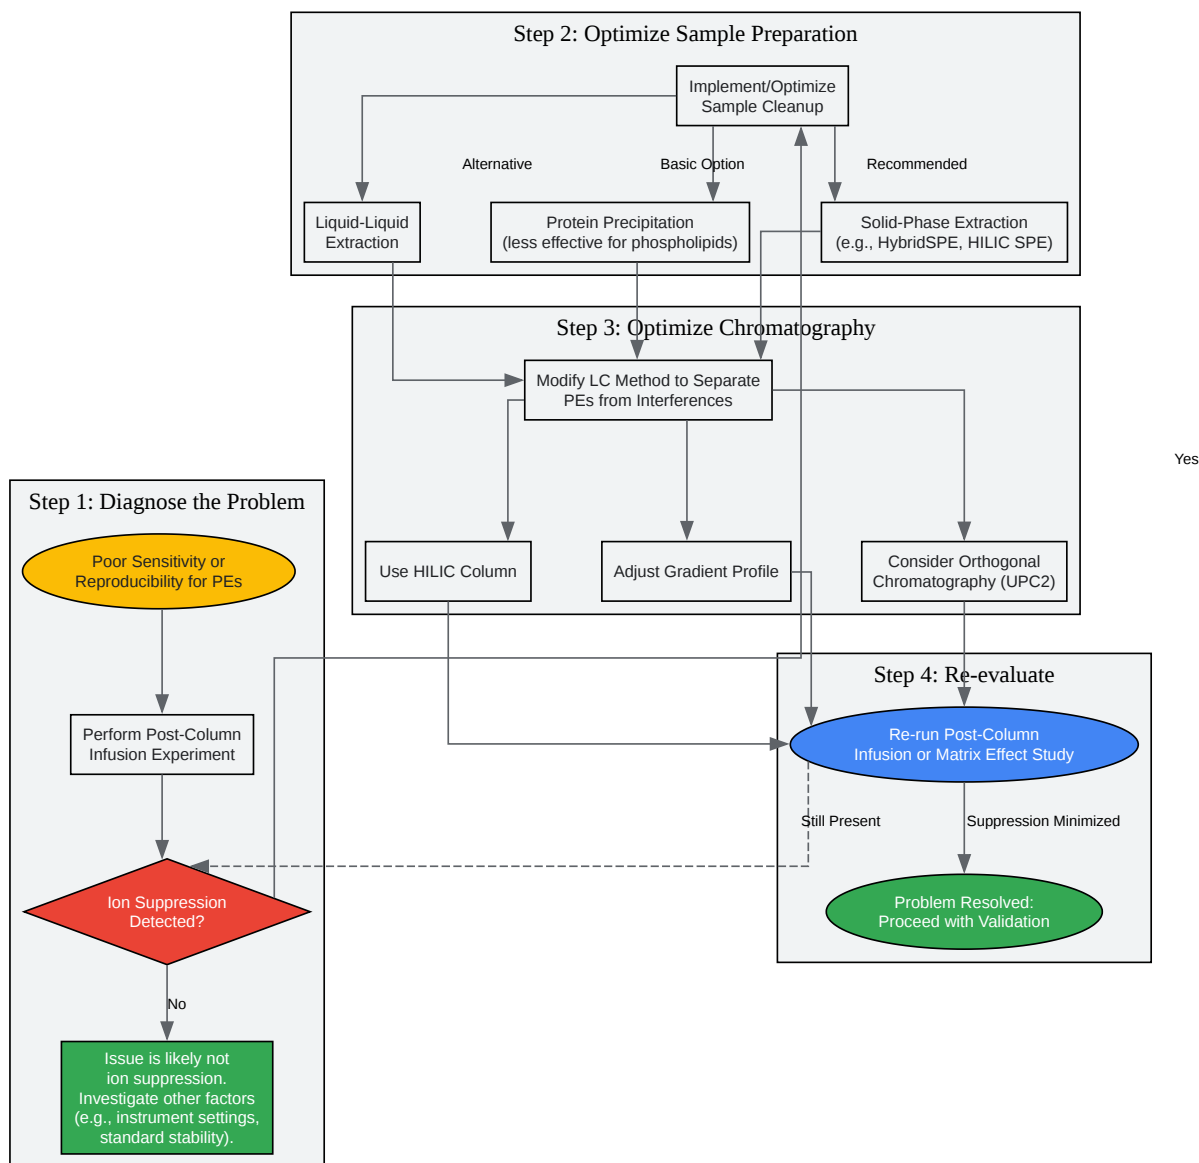 Step 2: Optimize Sample Preparation
Implement/Optimize
Sample Cleanup
Alternative
Basic Option
Recommended
Liquid-Liquid
Extraction
Protein Precipitation
(less effective for phospholipids)
Solid-Phase Extraction
(e.g., HybridSPE, HILIC SPE)
Step 3: Optimize Chromatography
Modify LC Method to Separate
PEs from Interferences
Yes
Use HILIC Column
Adjust Gradient Profile
Consider Orthogonal
Chromatography (UPC2)
Step 1: Diagnose the Problem
Poor Sensitivity or
Reproducibility for PEs
Perform Post-Column
Infusion Experiment
Ion Suppression
Detected?
No
Issue is likely not
ion suppression.
Investigate other factors
(e.g., instrument settings,
standard stability).
Step 4: Re-evaluate
Re-run Post-Column
Infusion or Matrix Effect Study
Still Present
Suppression Minimized
Problem Resolved:
Proceed with Validation